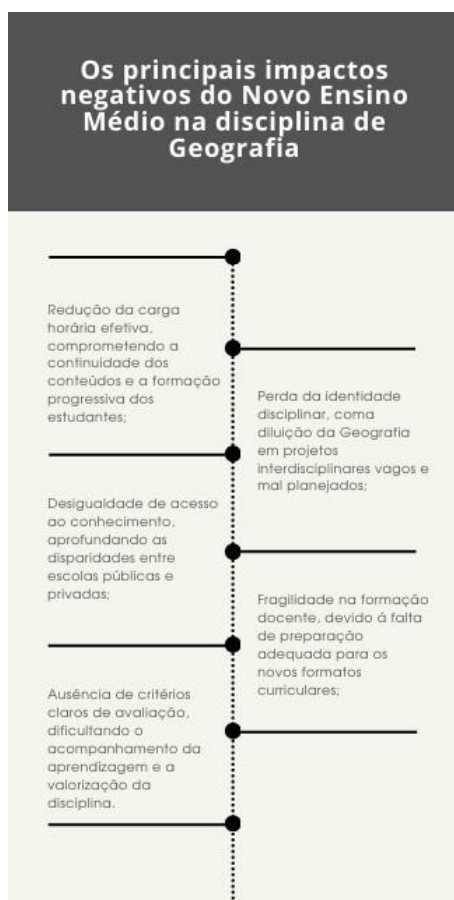 Os principais impactos
negativos do Novo Ensino
Médio na disciplina de
Geografia
Redução da carga
horária efetiva,
comprometendo a
continuidade dos
conteúdos e a formação
progressiva dos
estudantes;
Perda da identidade
disciplinar, coma
diluição da Geografia
em projetos
interdisciplinares vagos e
mal planejados;
Desigualdade de acesso
ao conhecimento,
aprofundando as
disparidades entre
escolas públicas e
privadas;
Fragilidade na formação
docente, devido á falta
de preparação
adequada para os
novos formatos
curriculares;
Ausência de critérios
claros de avaliação,
dificultando o
acompanhamento da
aprendizagem e a
valorização da
disciplina.